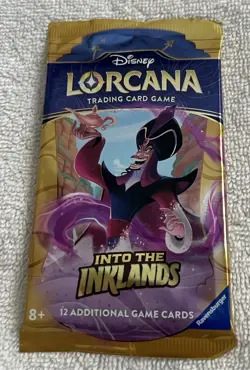 Disney
LORCANA
TRADING CARD GAME
INTO THE
INKLANDS
8+
12 ADDITIONAL GAME CARDS
Ravensburger